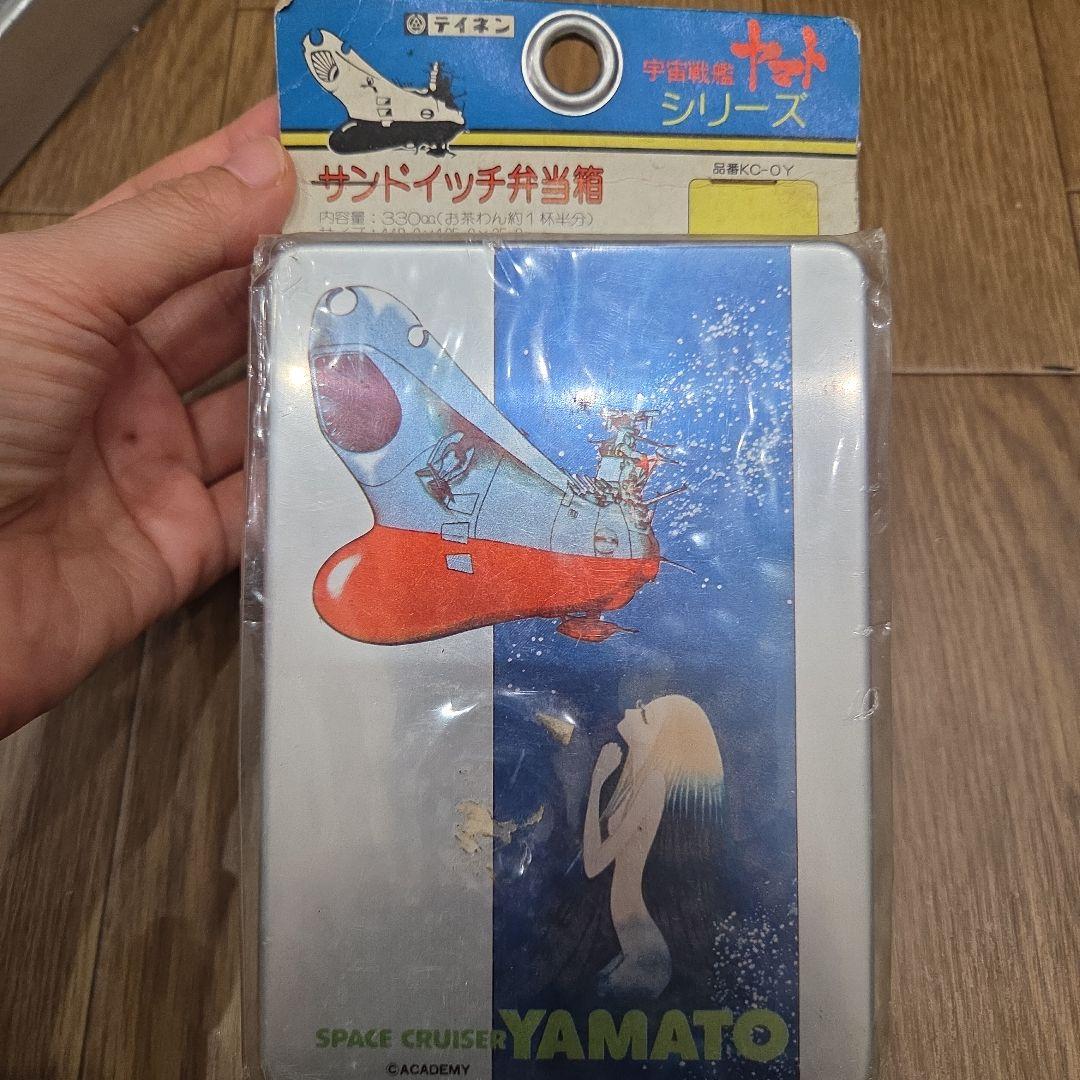 テイネン
宇宙戦艦
ヤマト
シリーズ
サンドイッチ弁当箱
品番KC-OY
内容量:330㏄(お茶わん約1杯半分)
SPACE CRUISER YAMATO
©ACADEMY